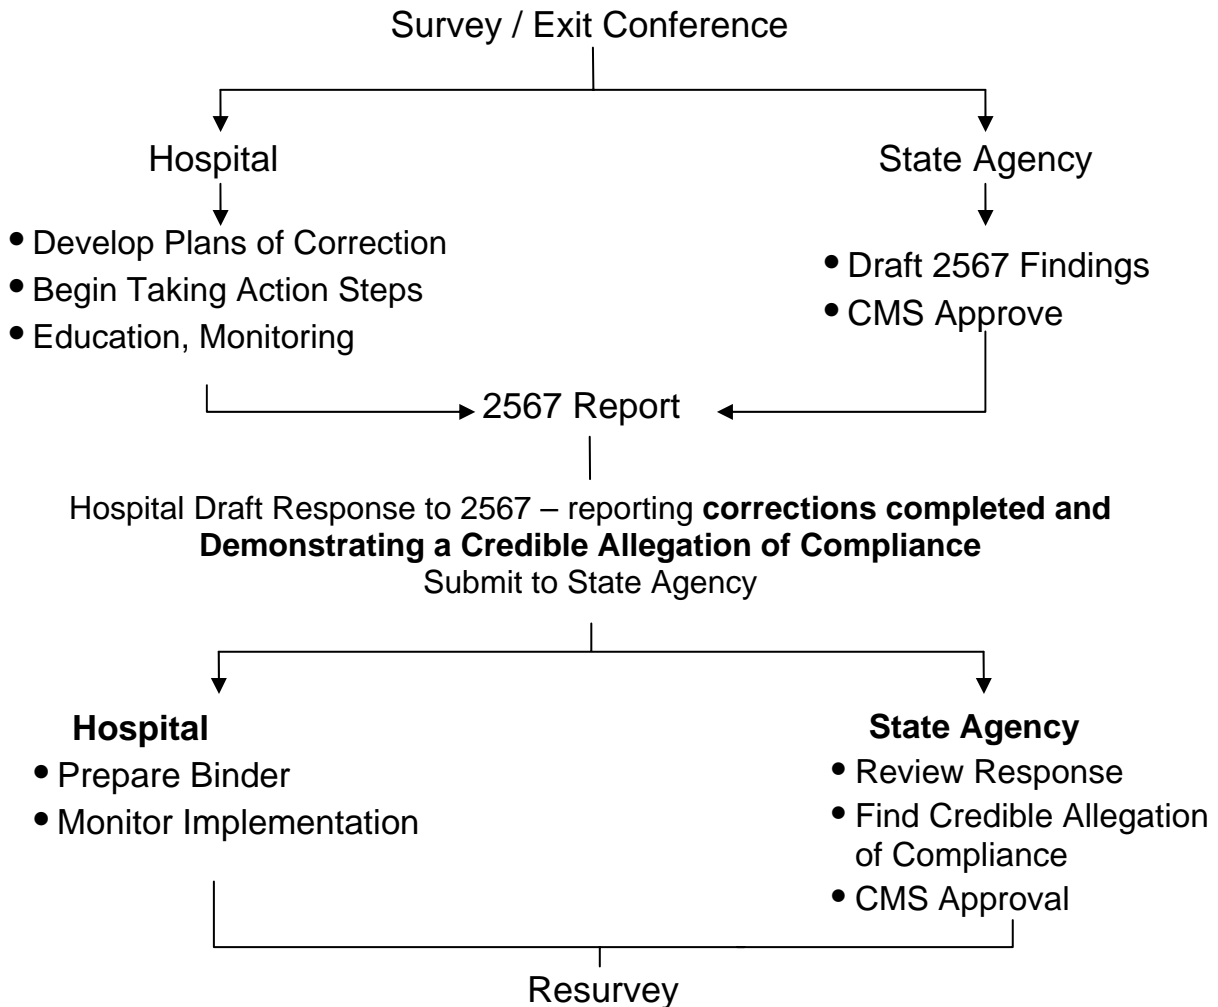 Survey / Exit Conference
Hospital
State Agency
• Develop Plans of Correction
• Begin Taking Action Steps
• Education, Monitoring
• Draft 2567 Findings
• CMS Approve
2567 Report
Hospital Draft Response to 2567 – reporting corrections completed and
Demonstrating a Credible Allegation of Compliance
Submit to State Agency
Hospital
• Prepare Binder
• Monitor Implementation
State Agency
• Review Response
• Find Credible Allegation
of Compliance
• CMS Approval
Resurvey